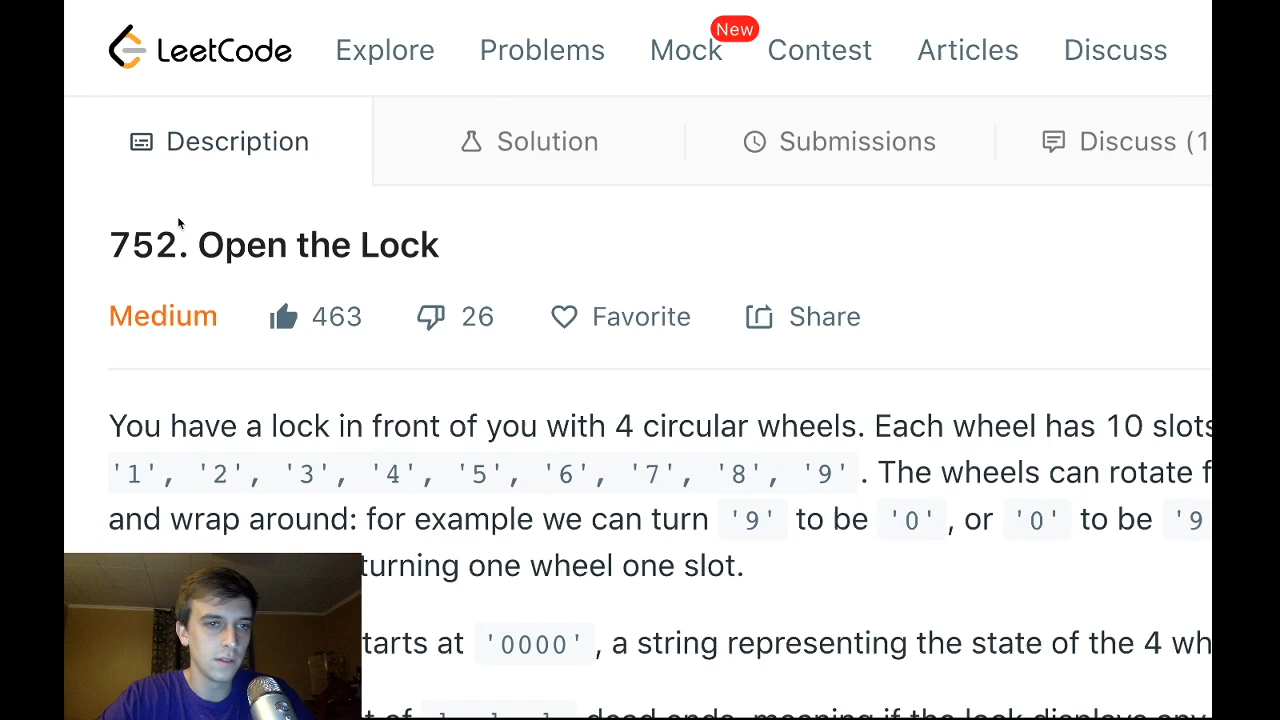 LeetCode Explore Problems Mock New Contest Articles Discuss
Description Solution Submissions Discuss (1
752. Open the Lock
Medium 463 26 Favorite Share
You have a lock in front of you with 4 circular wheels. Each wheel has 10 slots
'1', '2', '3', '4', '5', '6', '7', '8', '9' . The wheels can rotate f
and wrap around: for example we can turn '9' to be '0' , or '0' to be '9
turning one wheel one slot.
tarts at '0000' , a string representing the state of the 4 wh